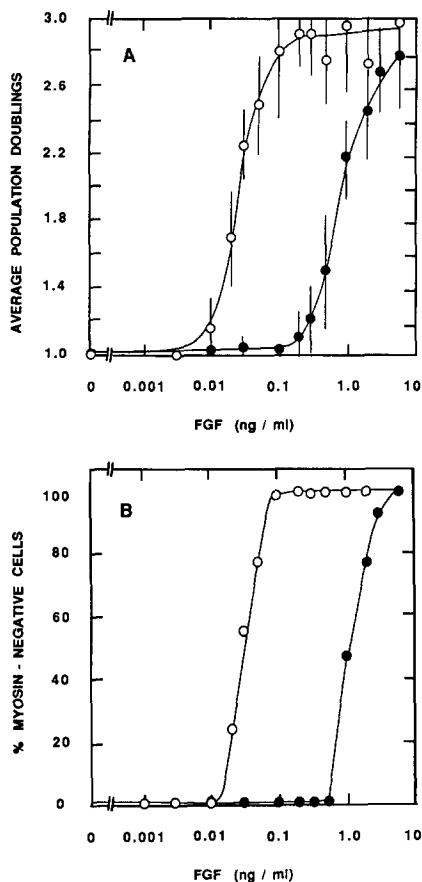 A
AVERAGE POPULATION DOUBLINGS
3.0
2.6
2.2
1.8
1.4
1.0
0 0.001 0.01 0.1 1.0 10
FGF (ng / ml)
B
% MYOSIN - NEGATIVE CELLS
100
80
60
40
20
0
0 0.001 0.01 0.1 1.0 10
FGF (ng / ml)